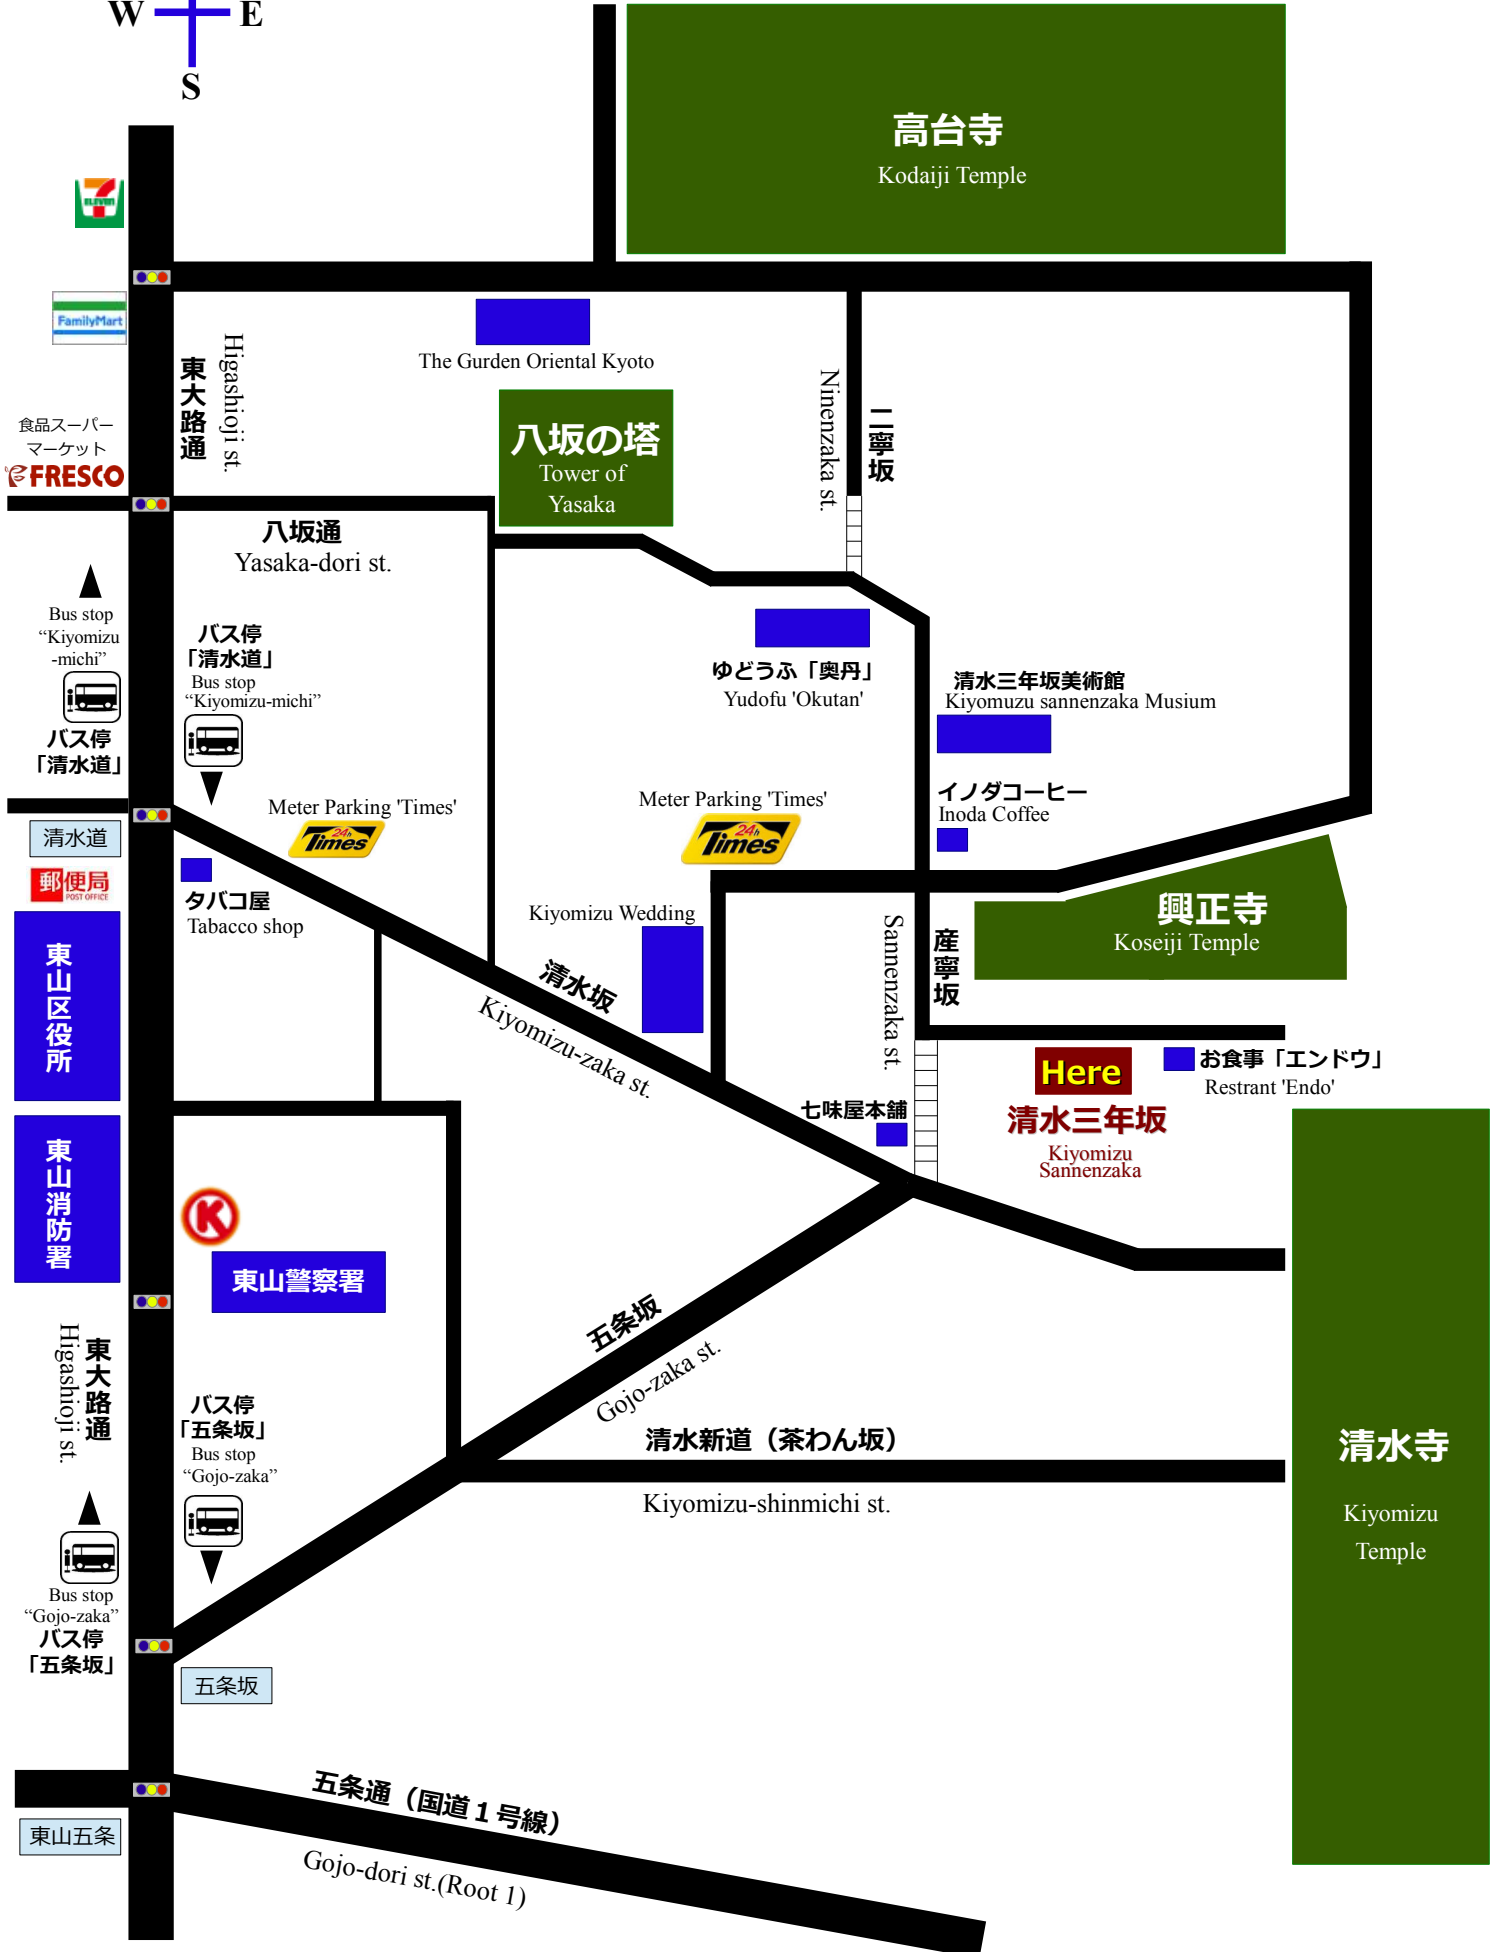 W E
S
高台寺
Kodaiji Temple
7
ELEVEN
FamilyMart
The Gurden Oriental Kyoto
東大路通
Higashioji st.
Ninenzaka st.
二寧坂
食品スーパー
マーケット
FRESCO
八坂の塔
Tower of
Yasaka
八坂通
Yasaka-dori st.
Bus stop
“Kiyomizu
-michi”
バス停
「清水道」
バス停
「清水道」
Bus stop
“Kiyomizu-michi”
ゆどうふ「奥丹」
Yudofu 'Okutan'
清水三年坂美術館
Kiyomuzu sannenzaka Musium
イノダコーヒー
Inoda Coffee
Meter Parking 'Times'
24h
Times
Meter Parking 'Times'
24h
Times
清水道
郵便局
POST OFFICE
タバコ屋
Tabacco shop
Kiyomizu Wedding
興正寺
Koseiji Temple
東山区役所
清水坂
Kiyomizu-zaka st.
Sannenzaka st.
産寧坂
Here
清水三年坂
Kiyomizu
Sannenzaka
お食事「エンドウ」
Restrant 'Endo'
七味屋本舗
東山消防署
K
東山警察署
五条坂
Gojo-zaka st.
東大路通
Higashioji st.
バス停
「五条坂」
Bus stop
“Gojo-zaka”
清水新道（茶わん坂）
Kiyomizu-shinmichi st.
清水寺
Kiyomizu
Temple
Bus stop
“Gojo-zaka”
バス停
「五条坂」
五条坂
五条通（国道１号線）
Gojo-dori st.(Root 1)
東山五条